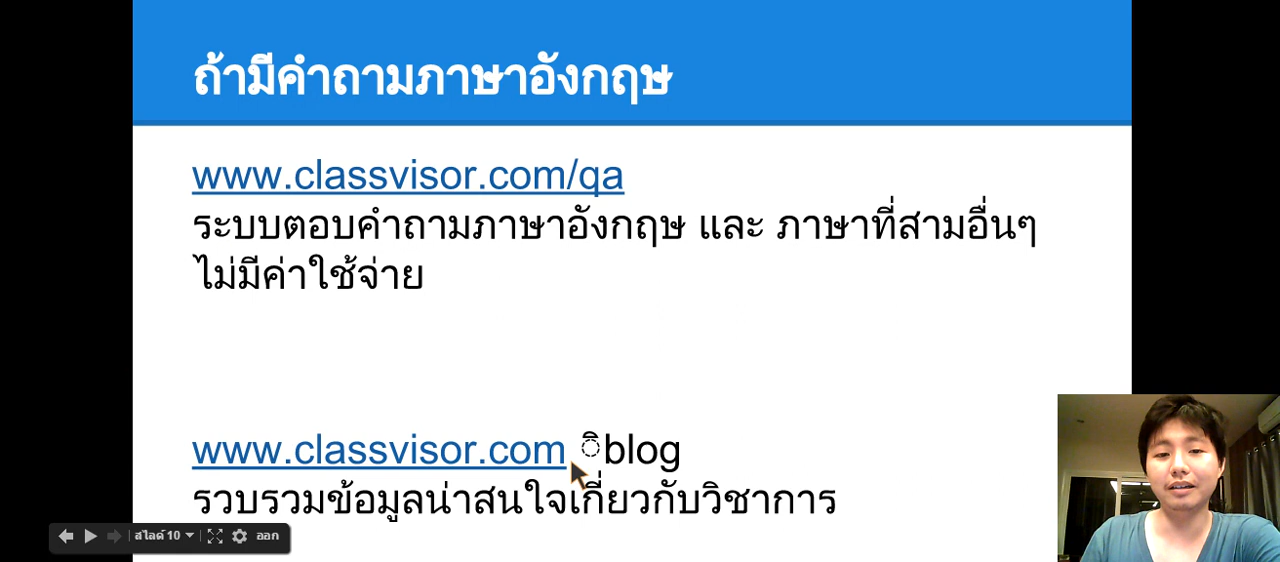 ถ้ามีคำถามภาษาอังกฤษ
www.classvisor.com/qa
ระบบตอบคำถามภาษาอังกฤษ และ ภาษาที่สามอื่นๆ
ไม่มีค่าใช้จ่าย
www.classvisor.com ิblog
รวบรวมข้อมูลน่าสนใจเกี่ยวกับวิชาการ
สไลด์ 10 ออก